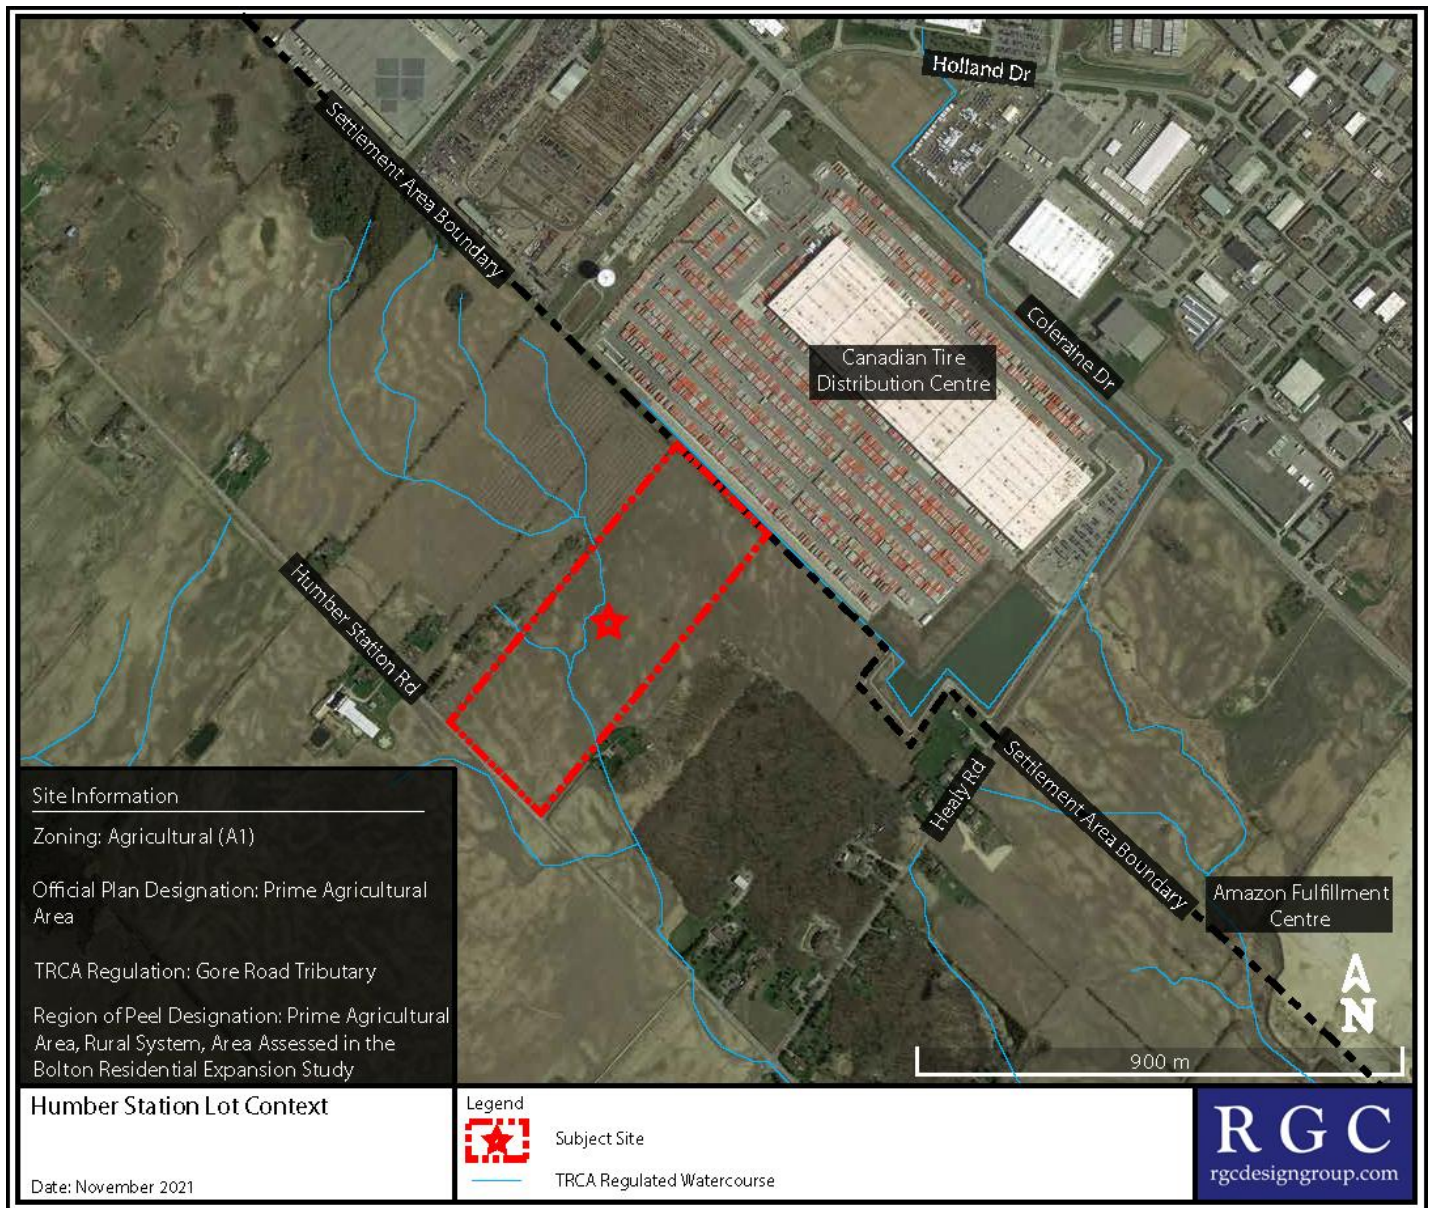 Holland Dr
Settlement Area Boundary
Coleraine Dr
Canadian Tire
Distribution Centre
Humber Station Rd
Healy Rd
Settlement Area Boundary
Amazon Fulfillment
Centre
N
900 m
Site Information
Zoning: Agricultural (A1)
Official Plan Designation: Prime Agricultural
Area
TRCA Regulation: Gore Road Tributary
Region of Peel Designation: Prime Agricultural
Area, Rural System, Area Assessed in the
Bolton Residential Expansion Study
Humber Station Lot Context
Date: November 2021
Legend
Subject Site
TRCA Regulated Watercourse
RGC
rgcdesigngroup.com